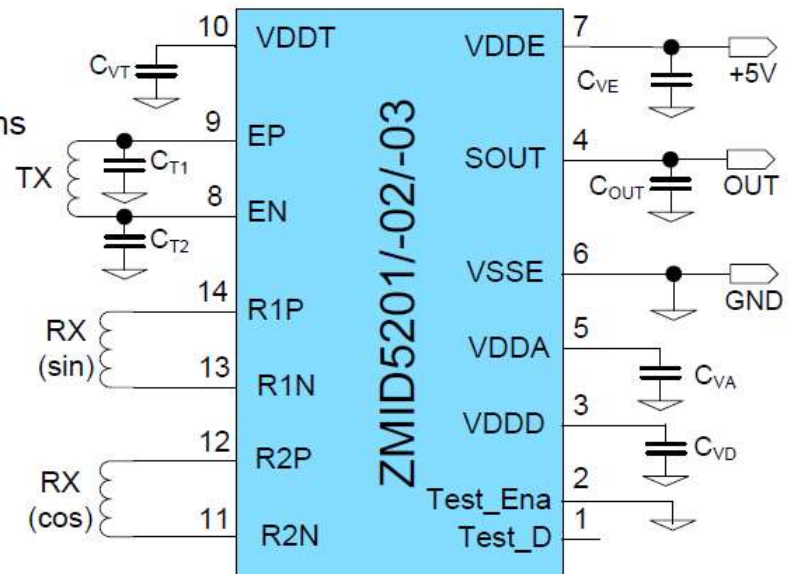 10 VDDT
VDDE 7
CVT
CVE
+5V
ns
9 EP
SOUT 4
TX
CT1
COUT
OUT
8 EN
CT2
VSSE 6
GND
14 R1P
RX
(sin)
VDDA 5
CVA
13 R1N
VDDD 3
CVD
12 R2P
RX
(cos)
Test_Ena 2
11 R2N
Test_D 1
ZMID5201/-02/-03